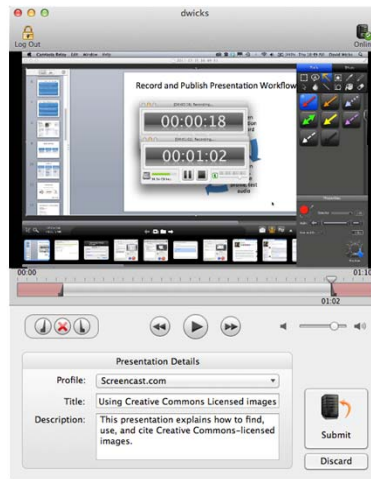 dwicks
Log Out
Onlin
Record and Publish Presentation Workflow
00:00:18
00:01:02
audio
00:00
01:10
01:02
Presentation Details
Profile:
Screencast.com
Title:
Using Creative Commons Licensed images
Description:
This presentation explains how to find,
use, and cite Creative Commons-licensed
images.
Submit
Discard